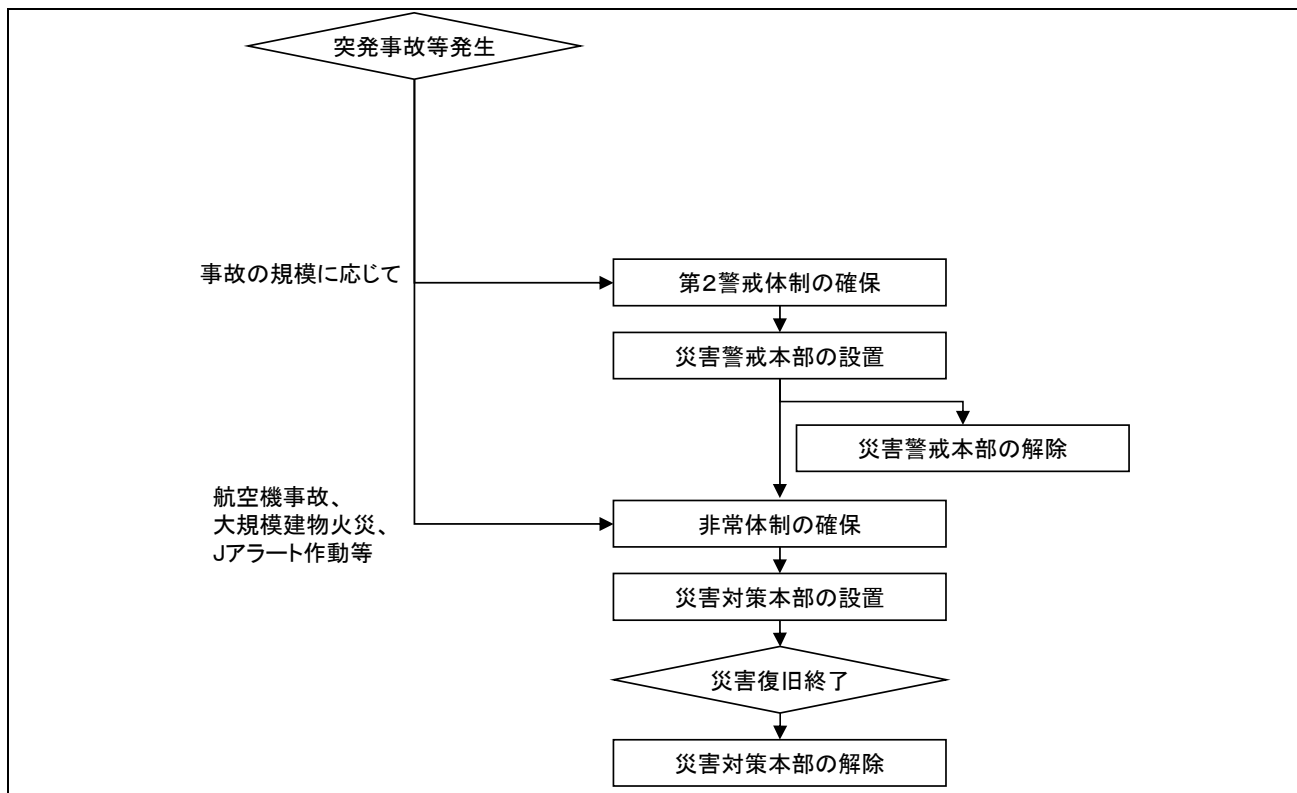 突発事故等発生
事故の規模に応じて
第２警戒体制の確保
災害警戒本部の設置
災害警戒本部の解除
航空機事故、
大規模建物火災、
Jアラート作動等
非常体制の確保
災害対策本部の設置
災害復旧終了
災害対策本部の解除